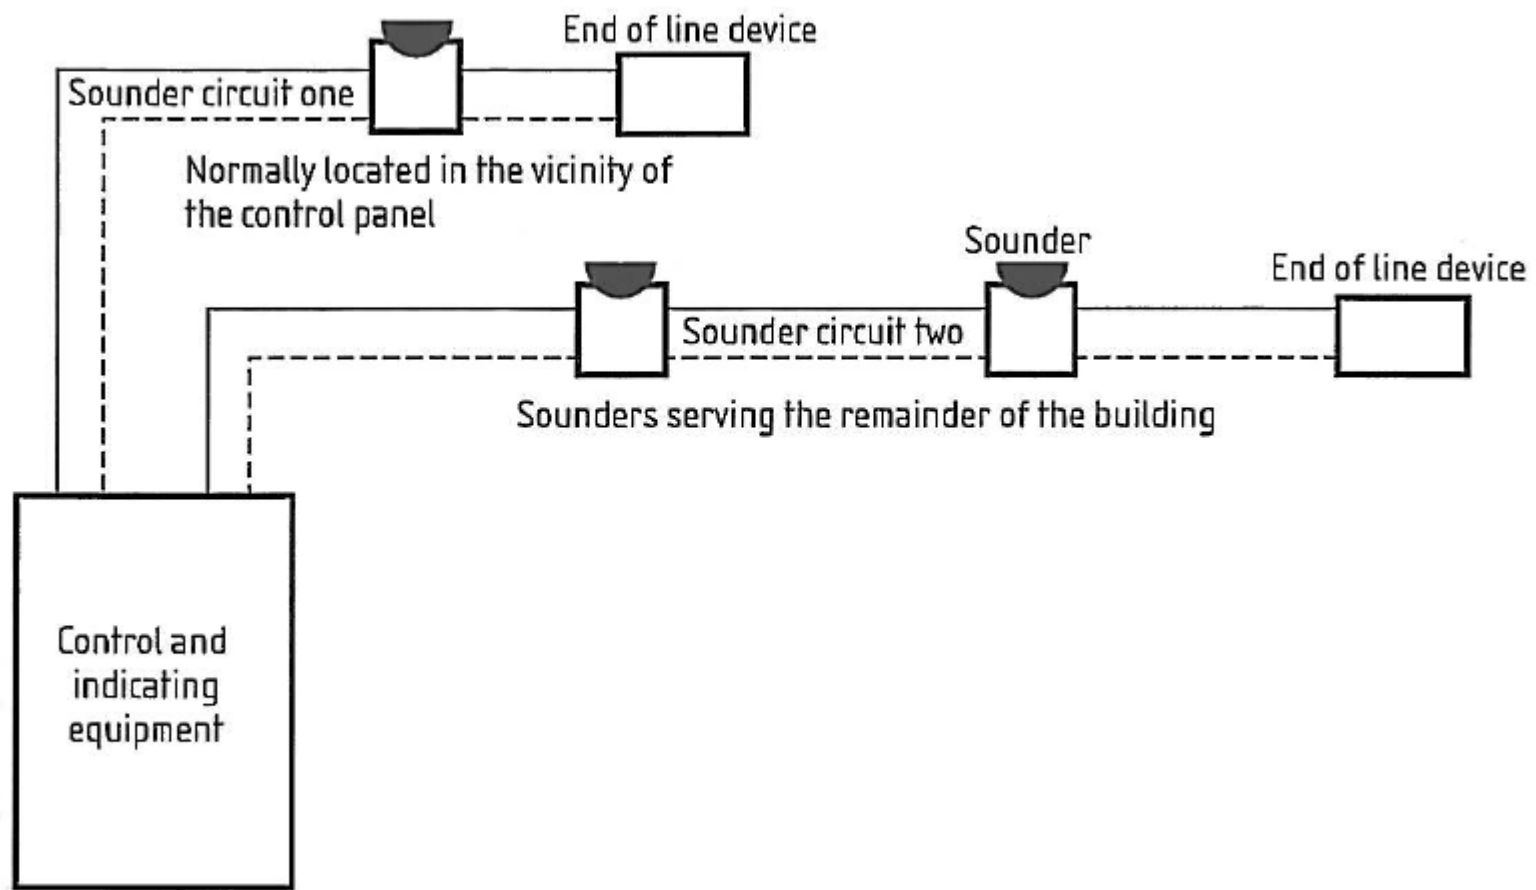 End of line device
Sounder circuit one
Normally located in the vicinity of
the control panel
Sounder
End of line device
Sounder circuit two
Sounders serving the remainder of the building
Control and
indicating
equipment